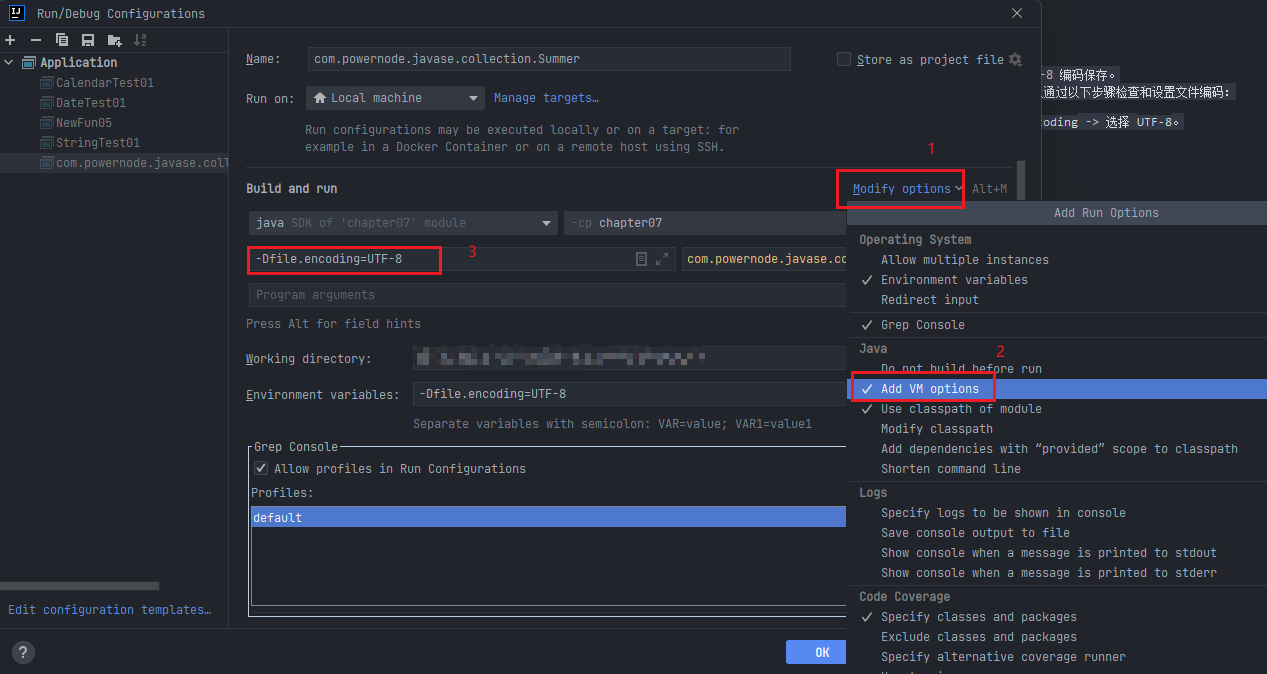 Run/Debug Configurations
Application
CalendarTest01
DateTest01
NewFun05
StringTest01
com.powernode.javase.coll
Edit configuration templates…
?
Name:
com.powernode.javase.collection.Summer
Store as project file
Run on:
Local machine
Manage targets…
Run configurations may be executed locally or on a target: for
example in a Docker Container or on a remote host using SSH.
1
Build and run
Modify options
Alt+M
java SDK of 'chapter07' module
-cp chapter07
-Dfile.encoding=UTF-8
3
com.powernode.javase.co
Program arguments
Press Alt for field hints
Working directory:
Environment variables:
-Dfile.encoding=UTF-8
Separate variables with semicolon: VAR=value; VAR1=value1
Grep Console
Allow profiles in Run Configurations
Profiles:
default
OK
-8 编码保存。
通过以下步骤检查和设置文件编码:
oding -> 选择 UTF-8。
Add Run Options
Operating System
Allow multiple instances
Environment variables
Redirect input
Grep Console
Java
2
Do not build before run
Add VM options
Use classpath of module
Modify classpath
Add dependencies with “provided” scope to classpath
Shorten command line
Logs
Specify logs to be shown in console
Save console output to file
Show console when a message is printed to stdout
Show console when a message is printed to stderr
Code Coverage
Specify classes and packages
Exclude classes and packages
Specify alternative coverage runner